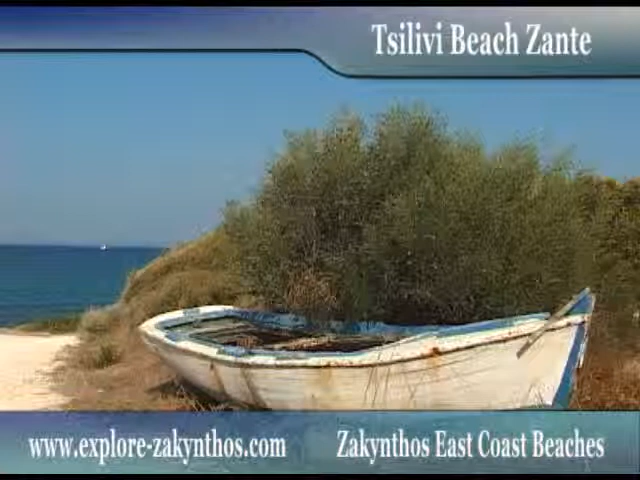 Tsilivi Beach Zante
www.explore-zakynthos.com
Zakynthos East Coast Beaches